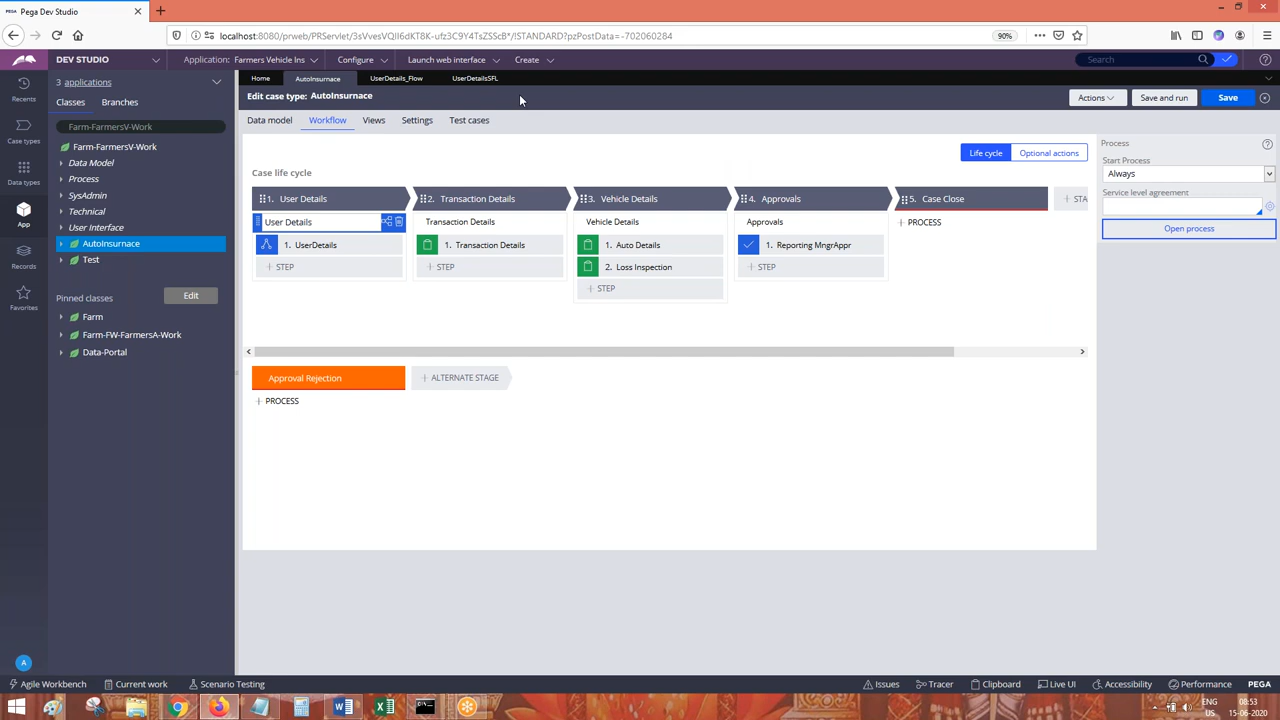 Pega Dev Studio
localhost:8080/prweb/PRServlet/3sVvesVQII6dKT8K-ufz3C9Y4TsZSScB*/!STANDARD?pzPostData=-702060284
90%
PEGA
DEV STUDIO
Application: Farmers Vehicle Ins
Configure
Launch web interface
Create
Search
Recents
Case types
Data types
App
Records
Favorites
A
3 applications
Classes
Branches
Farm-FarmersV-Work
Farm-FarmersV-Work
Data Model
Process
SysAdmin
Technical
User Interface
AutoInsurnace
Test
Pinned classes
Edit
Farm
Farm-FW-FarmersA-Work
Data-Portal
Home
AutoInsurnace
UserDetails_Flow
UserDetailsSFL
Edit case type: AutoInsurnace
Actions
Save and run
Save
Data model
Workflow
Views
Settings
Test cases
Life cycle
Optional actions
Case life cycle
1. User Details
2. Transaction Details
3. Vehicle Details
4. Approvals
5. Case Close
+ STA
User Details
Transaction Details
Vehicle Details
Approvals
+ PROCESS
1. UserDetails
1. Transaction Details
1. Auto Details
1. Reporting MngrAppr
+ STEP
+ STEP
2. Loss Inspection
+ STEP
+ STEP
Approval Rejection
+ ALTERNATE STAGE
+ PROCESS
Process
Start Process
Always
Service level agreement
Open process
Agile Workbench
Current work
Scenario Testing
Issues
Tracer
Clipboard
Live UI
Accessibility
Performance
PEGA
ENG
US
08:53
15-06-2020